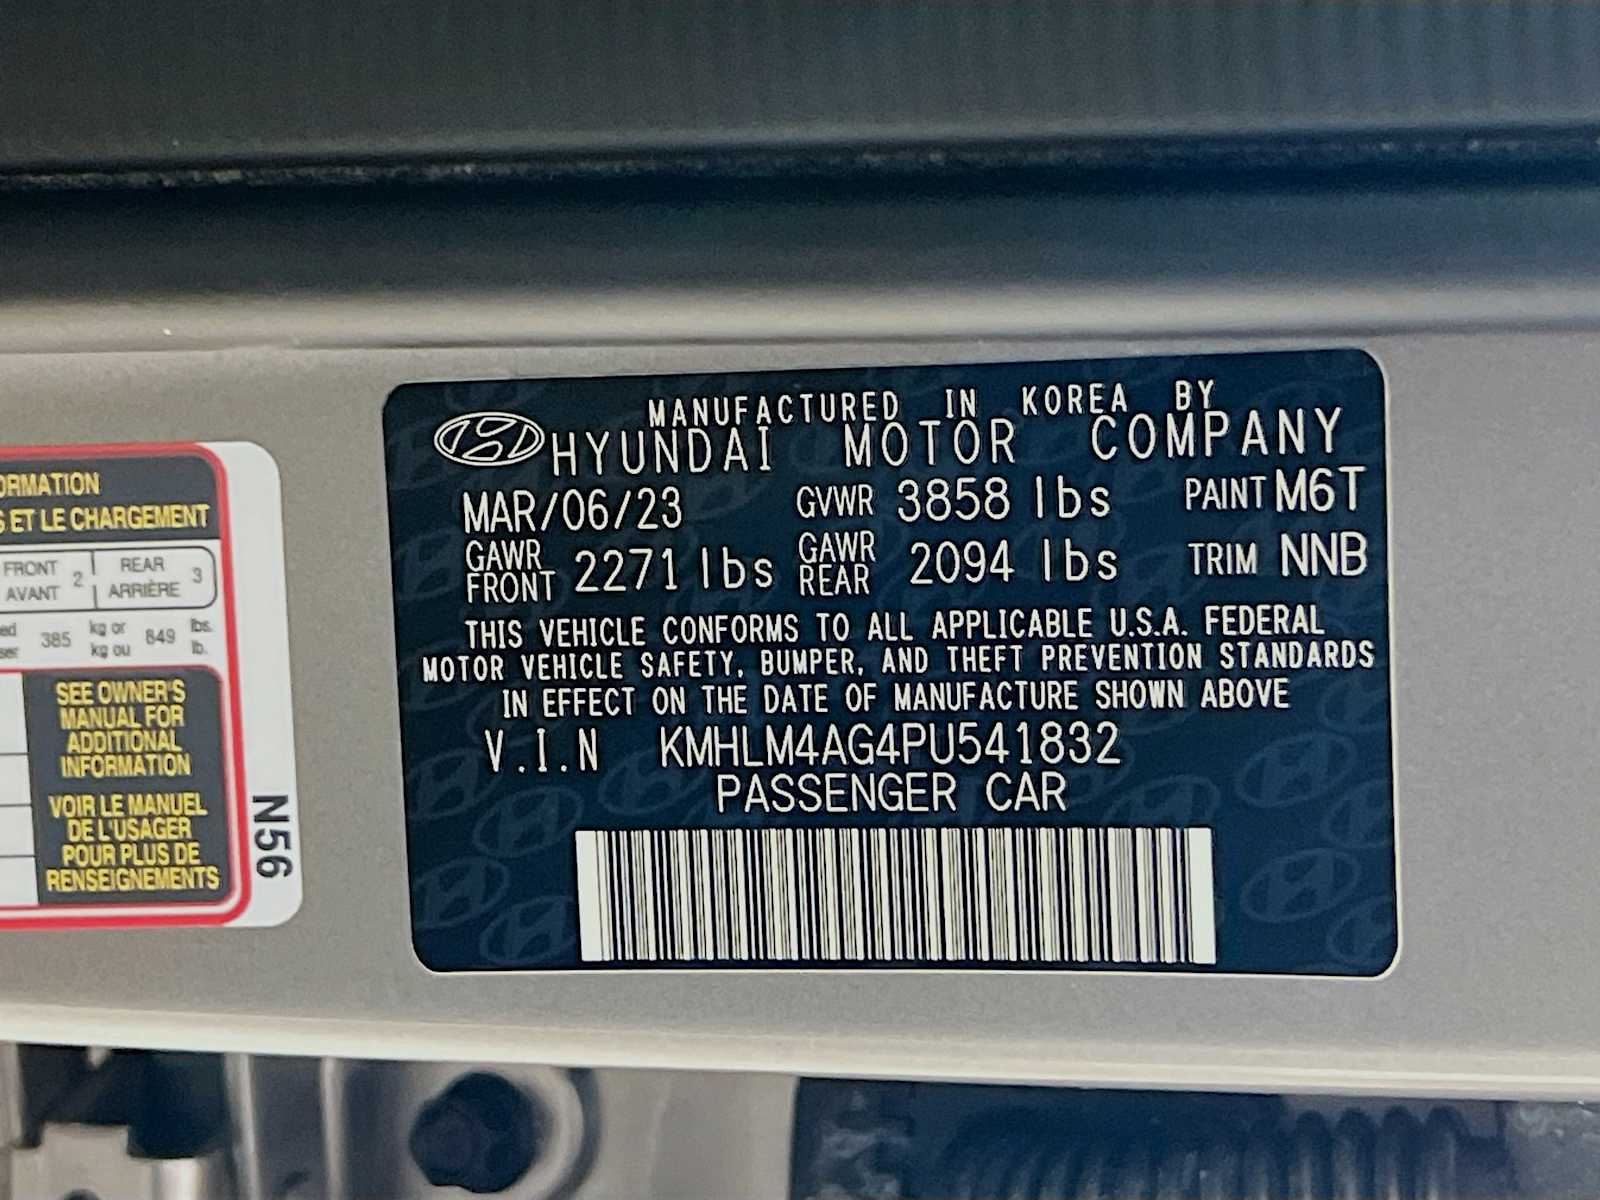 ORMATION
S ET LE CHARGEMENT
FRONT AVANT 2 REAR ARRIÈRE 3
385 kg or kg ou 849 lbs. lb.
SEE OWNER'S
MANUAL FOR
ADDITIONAL
INFORMATION
VOIR LE MANUEL
DE L'USAGER
POUR PLUS DE
RENSEIGNEMENTS
N56
MANUFACTURED IN KOREA BY
HYUNDAI MOTOR COMPANY
MAR/06/23 GVWR 3858 lbs PAINT M6T
GAWR FRONT 2271 lbs GAWR REAR 2094 lbs TRIM NNB
THIS VEHICLE CONFORMS TO ALL APPLICABLE U.S.A. FEDERAL
MOTOR VEHICLE SAFETY, BUMPER, AND THEFT PREVENTION STANDARDS
IN EFFECT ON THE DATE OF MANUFACTURE SHOWN ABOVE
V.I.N KMHLM4AG4PU541832
PASSENGER CAR